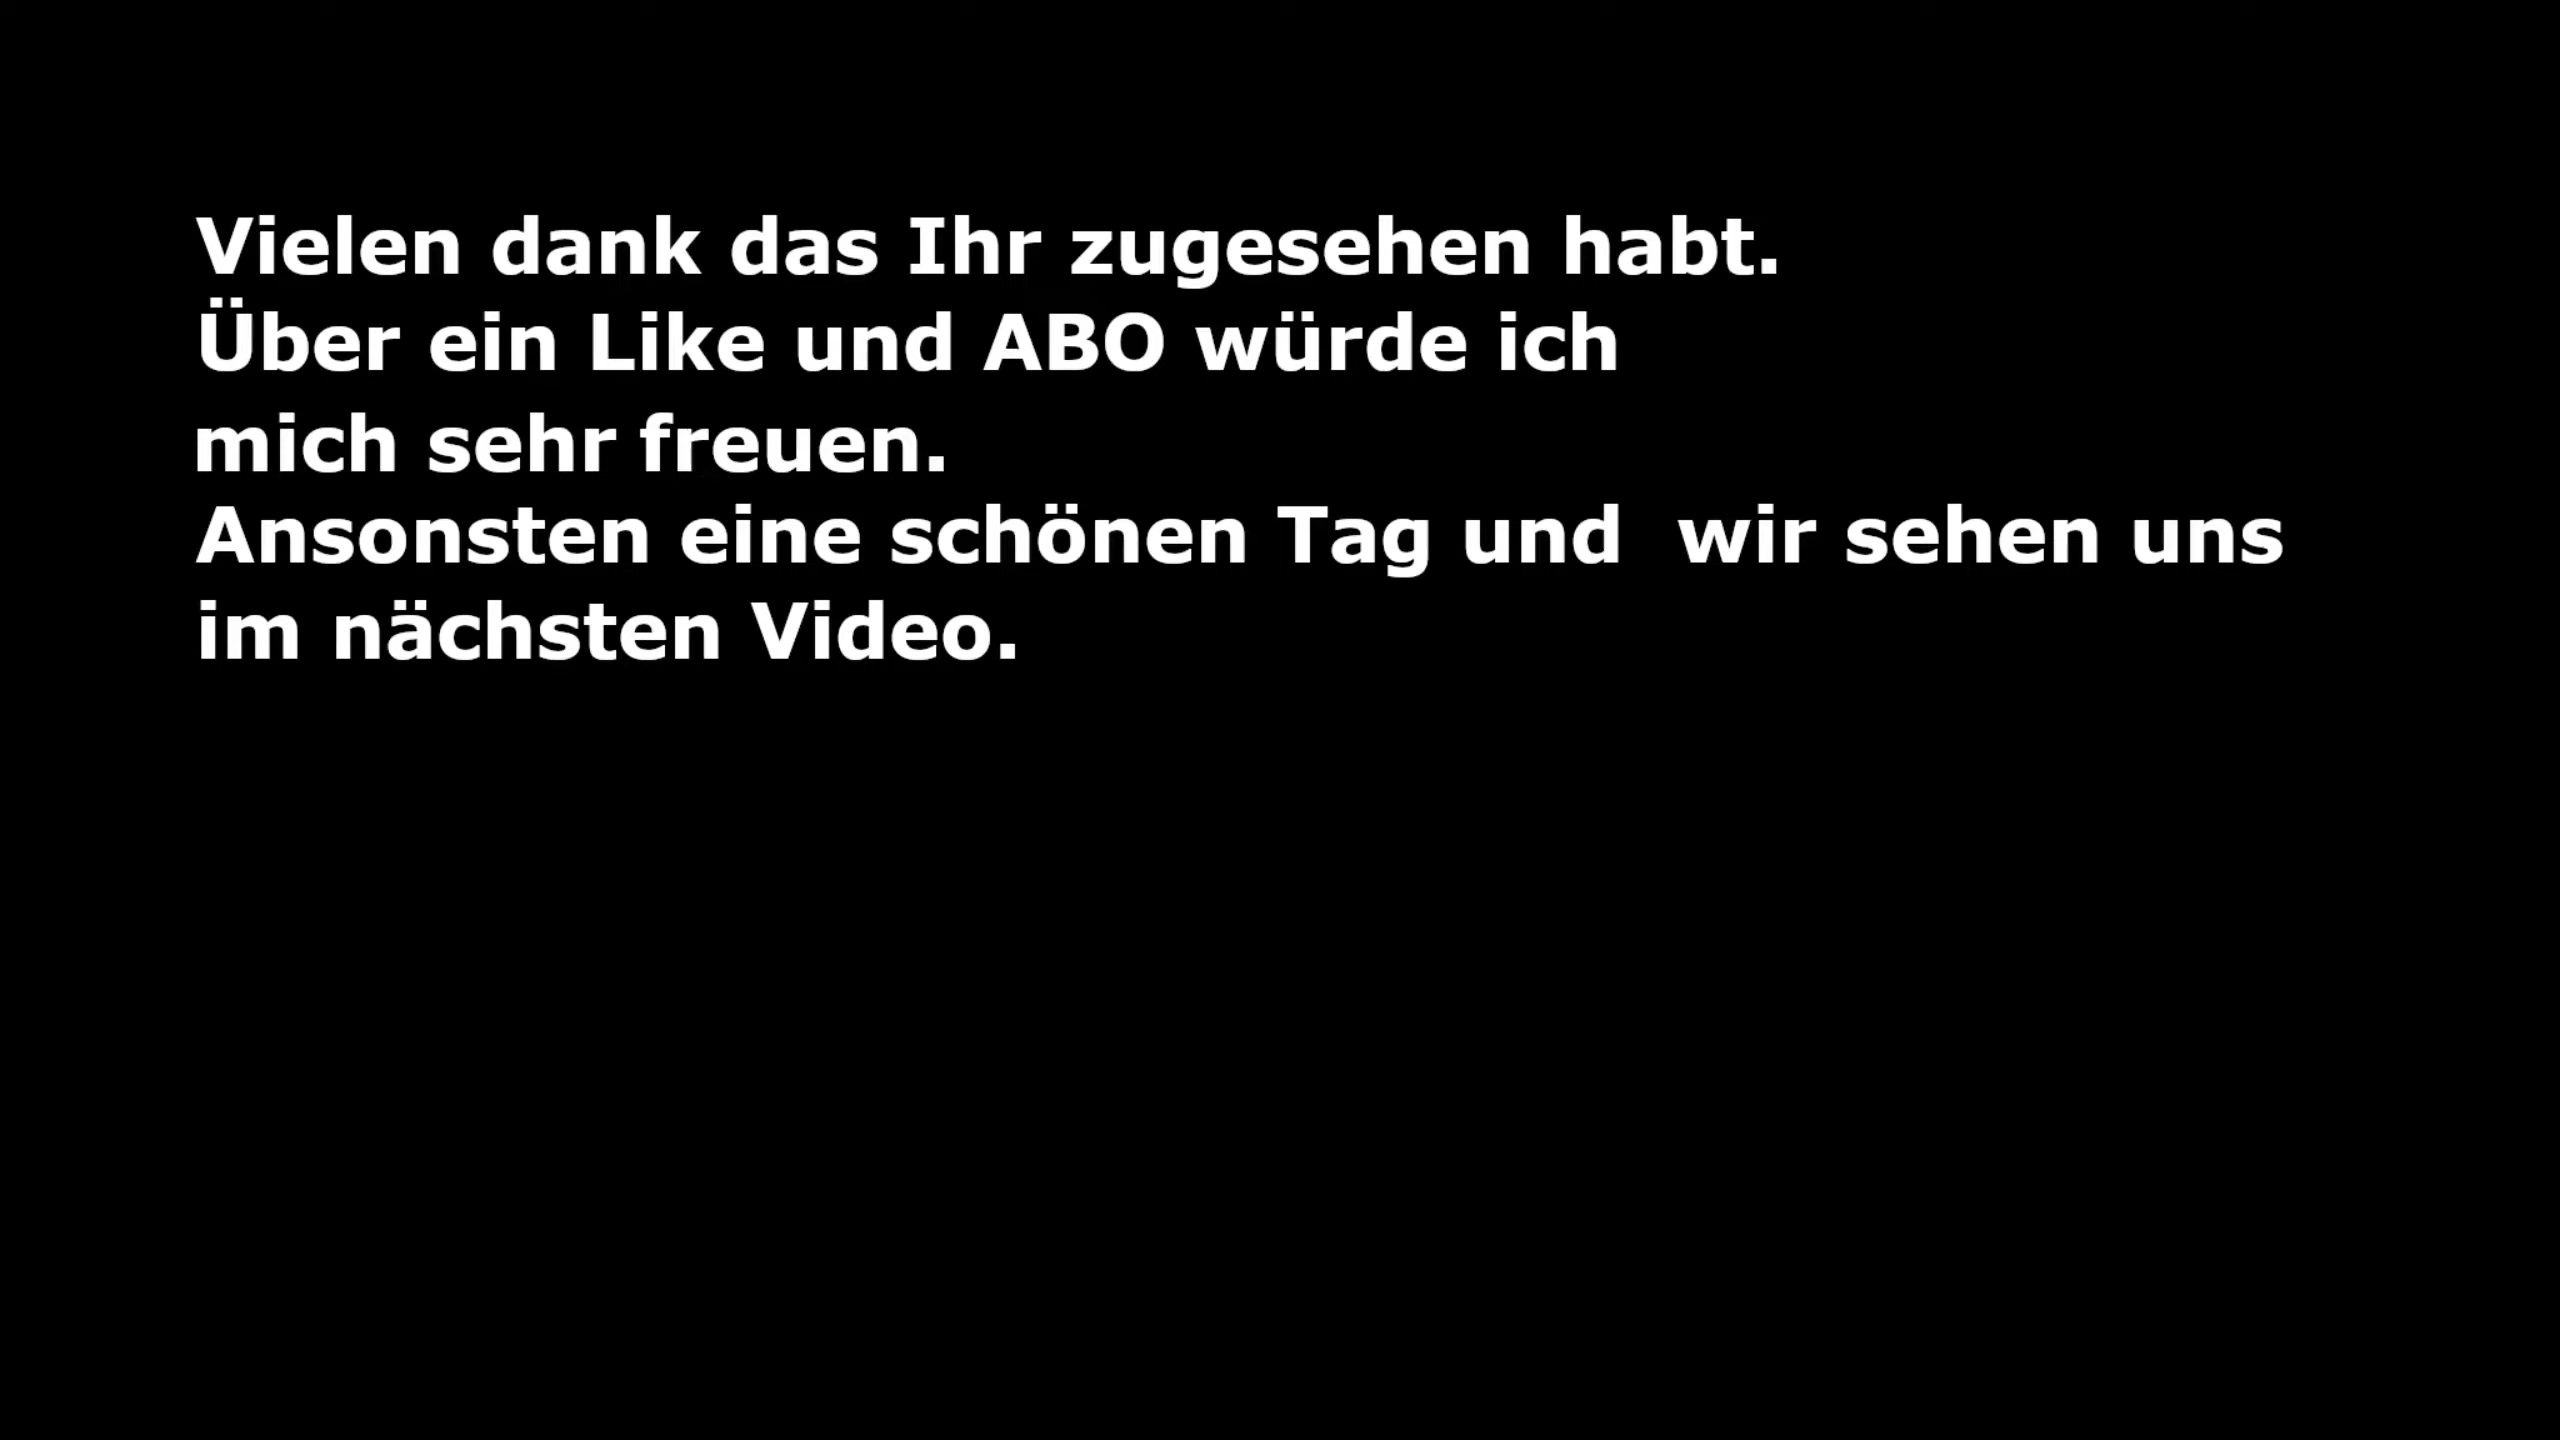 Vielen dank das Ihr zugesehen habt.
Über ein Like und ABO würde ich
mich sehr freuen.
Ansonsten eine schönen Tag und  wir sehen uns
im nächsten Video.